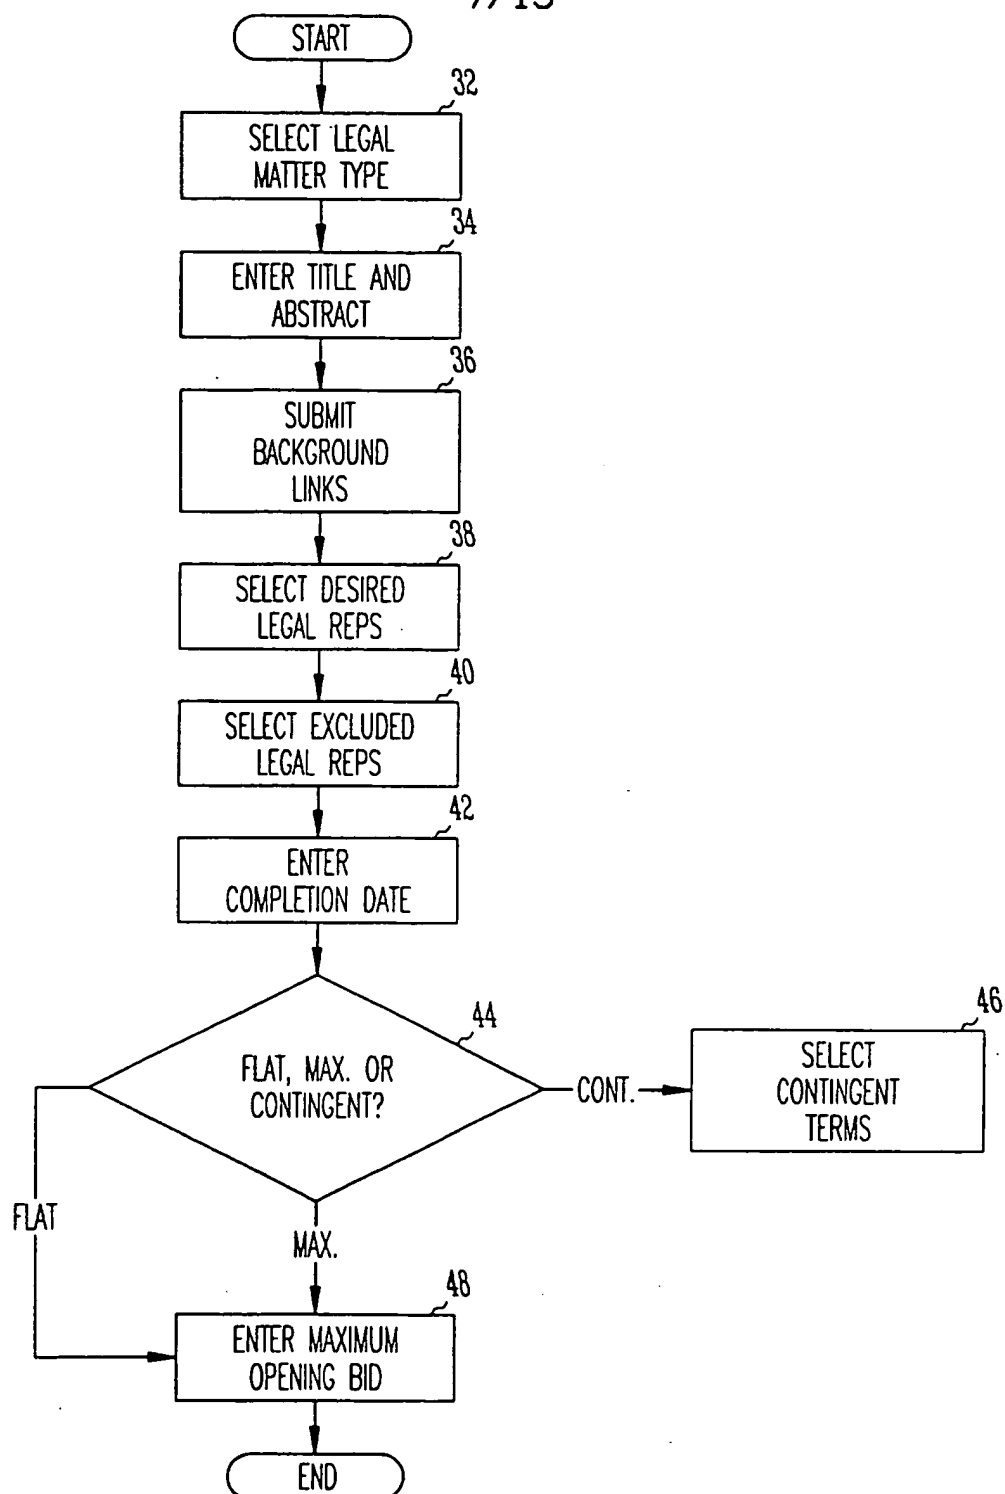 START
32
SELECT LEGAL
MATTER TYPE
34
ENTER TITLE AND
ABSTRACT
36
SUBMIT
BACKGROUND
LINKS
38
SELECT DESIRED
LEGAL REPS
40
SELECT EXCLUDED
LEGAL REPS
42
ENTER
COMPLETION DATE
44
FLAT, MAX. OR
CONTINGENT?
CONT.
46
SELECT
CONTINGENT
TERMS
FLAT
MAX.
48
ENTER MAXIMUM
OPENING BID
END